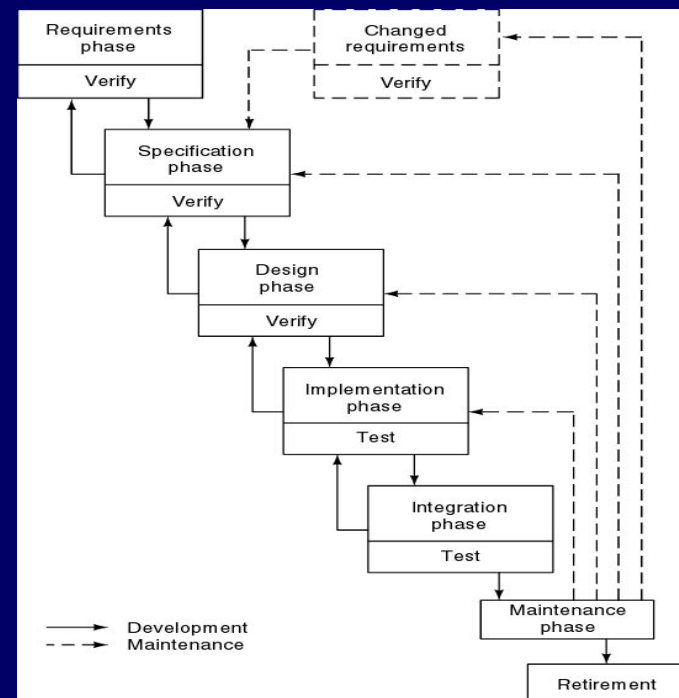 Requirements
phase
Verify
Changed
requirements
Verify
Specification
phase
Verify
Design
phase
Verify
Implementation
phase
Test
Integration
phase
Test
Maintenance
phase
Development
Maintenance
Retirement